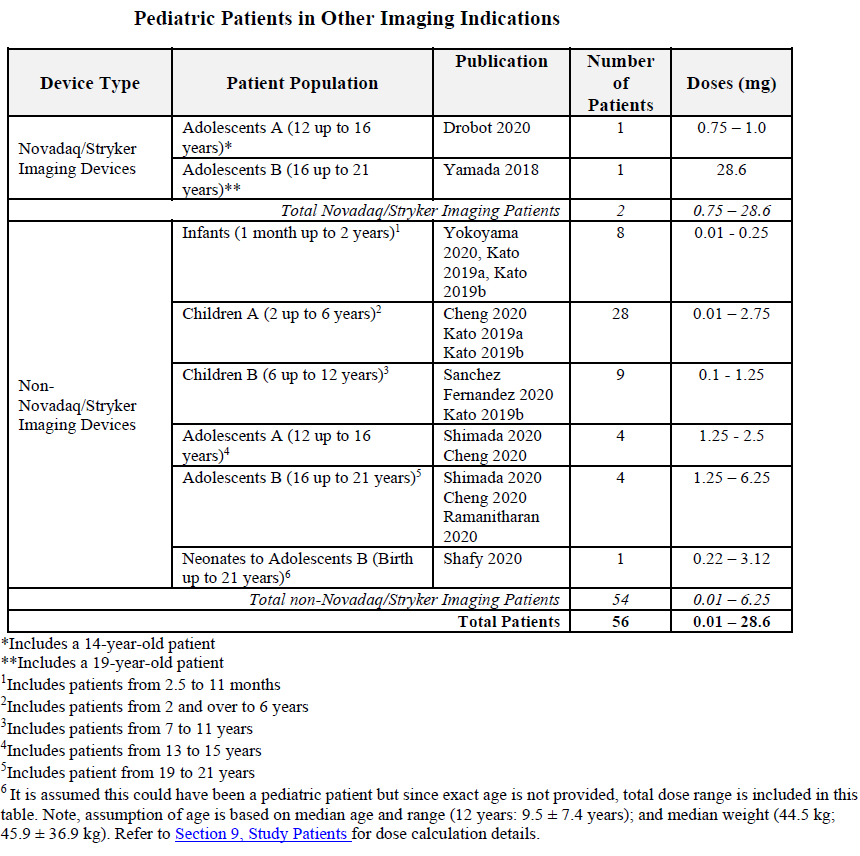 Pediatric Patients in Other Imaging Indications
Device Type
Patient Population
Publication
Number
of
Patients
Doses (mg)
Novadaq/Stryker
Imaging Devices
Adolescents A (12 up to 16
years)*
Drobot 2020
1
0.75 – 1.0
Adolescents B (16 up to 21
years)**
Yamada 2018
1
28.6
Total Novadaq/Stryker Imaging Patients
2
0.75 – 28.6
Non-
Novadaq/Stryker
Imaging Devices
Infants (1 month up to 2 years)1
Yokoyama
2020, Kato
2019a, Kato
2019b
8
0.01 - 0.25
Children A (2 up to 6 years)2
Cheng 2020
Kato 2019a
Kato 2019b
28
0.01 – 2.75
Children B (6 up to 12 years)3
Sanchez
Fernandez 2020
Kato 2019b
9
0.1 - 1.25
Adolescents A (12 up to 16
years)4
Shimada 2020
Cheng 2020
4
1.25 - 2.5
Adolescents B (16 up to 21 years)5
Shimada 2020
Cheng 2020
Ramanitharan
2020
4
1.25 – 6.25
Neonates to Adolescents B (Birth
up to 21 years)6
Shafy 2020
1
0.22 – 3.12
Total non-Novadaq/Stryker Imaging Patients
54
0.01 – 6.25
Total Patients
56
0.01 – 28.6
*Includes a 14-year-old patient
**Includes a 19-year-old patient
1Includes patients from 2.5 to 11 months
2Includes patients from 2 and over to 6 years
3Includes patients from 7 to 11 years
4Includes patients from 13 to 15 years
5Includes patient from 19 to 21 years
6 It is assumed this could have been a pediatric patient but since exact age is not provided, total dose range is included in this
table. Note, assumption of age is based on median age and range (12 years: 9.5 ± 7.4 years); and median weight (44.5 kg;
45.9 ± 36.9 kg). Refer to Section 9, Study Patients for dose calculation details.